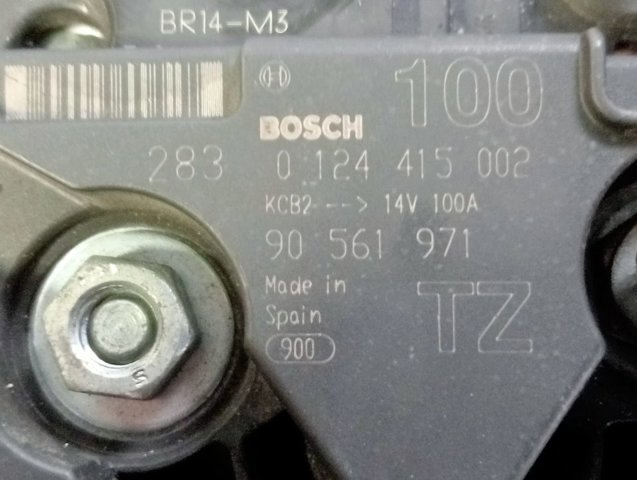 BR14-M3
100
BOSCH
283 0 124 415 002
KCB2 --> 14V 100A
90 561 971
Made in
Spain
TZ
900